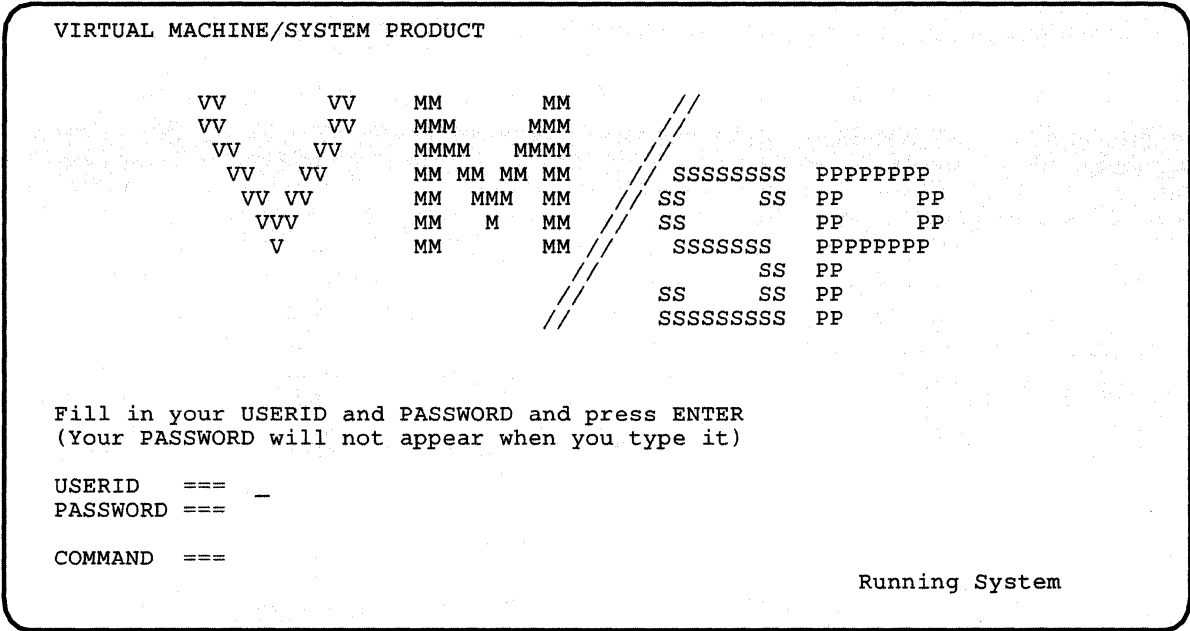 VIRTUAL MACHINE/SYSTEM PRODUCT
VV       VV    MM       MM        //
VV       VV    MMM     MMM       //
VV     VV     MMMM   MMMM      //
VV   VV      MM MM MM MM     //  SSSSSSSS  PPPPPPPP
VV VV       MM  MMM  MM    // SS     SS  PP     PP
VVV        MM   M   MM   //  SS         PP     PP
V         MM       MM  //    SSSSSSS   PPPPPPPP
//           SS  PP
//     SS     SS  PP
//      SSSSSSSSS  PP
Fill in your USERID and PASSWORD and press ENTER
(Your PASSWORD will not appear when you type it)
USERID   ===  _
PASSWORD ===
COMMAND  ===
Running System